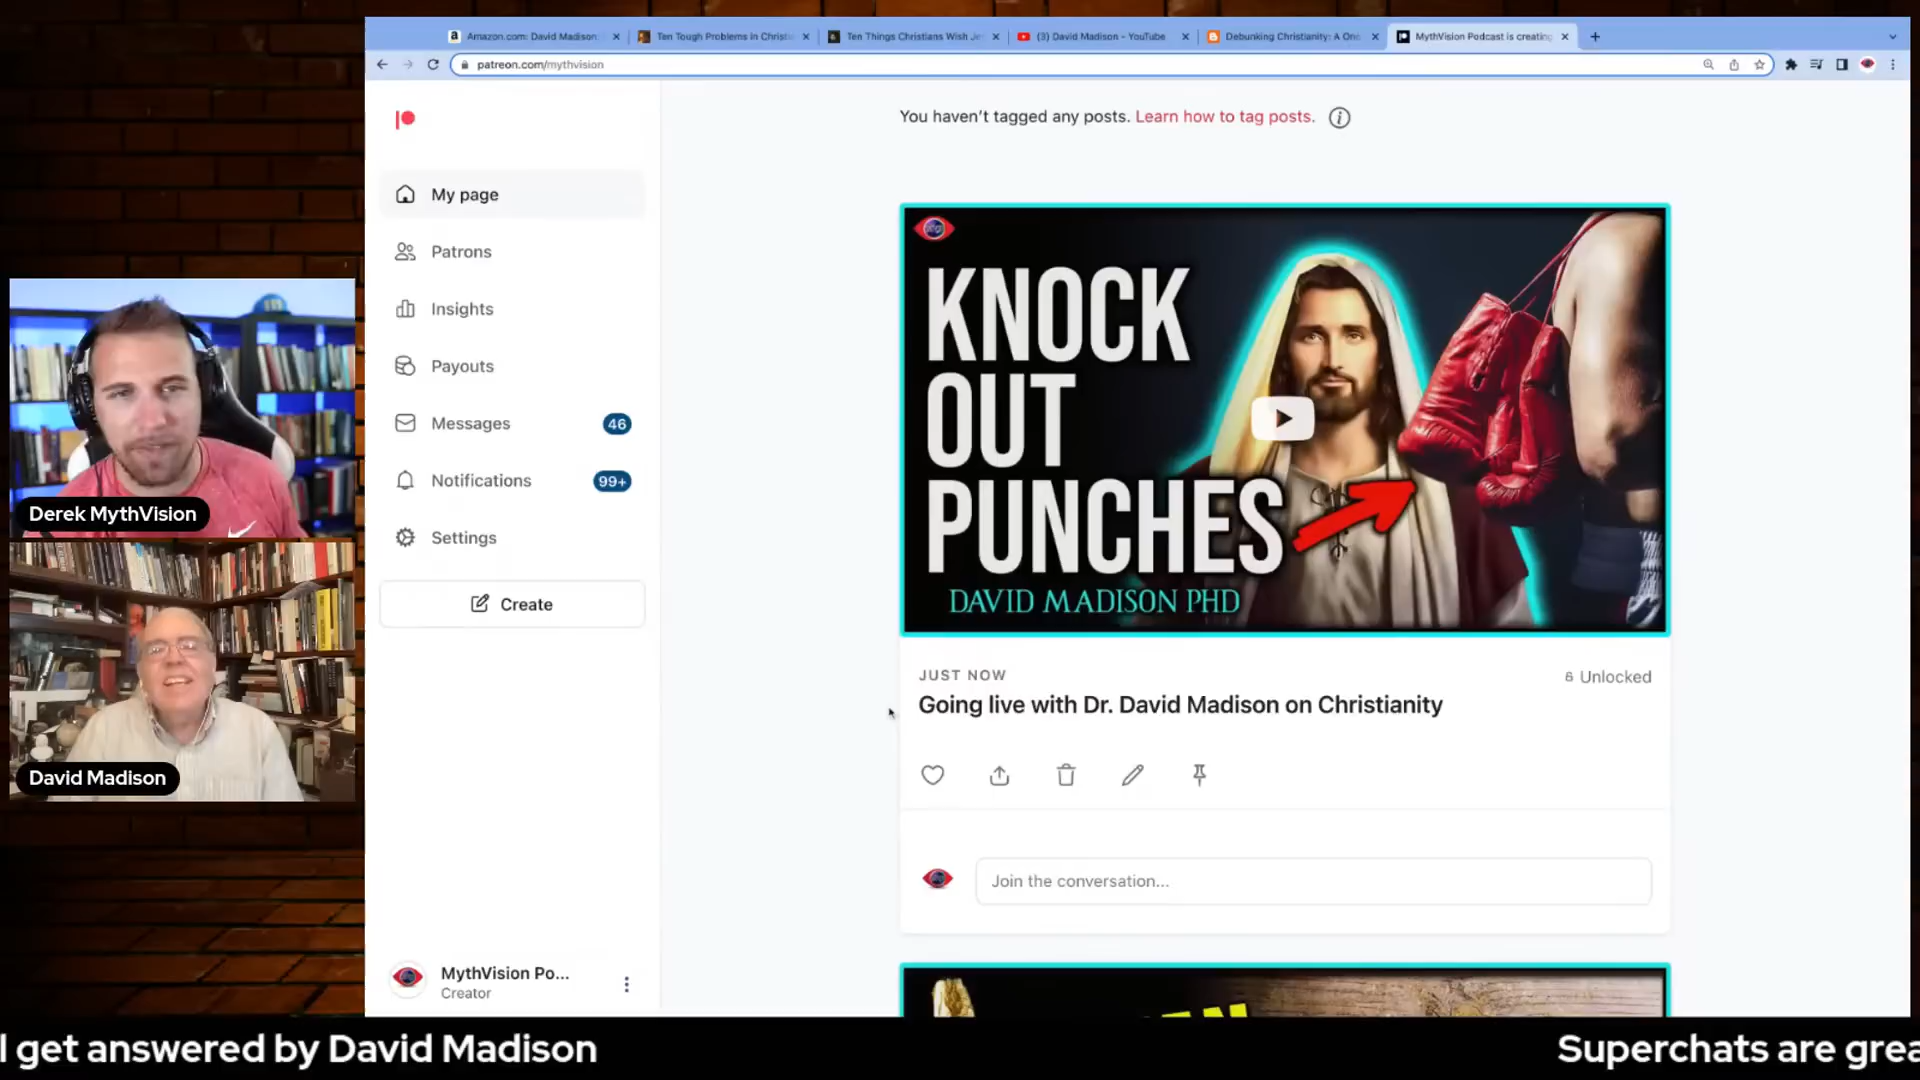 Amazon.com: David Madison:
Ten Tough Problems in Christi
Ten Things Christians Wish Je
(3) David Madison - YouTube
Debunking Christianity: A One
MythVision Podcast is creating
patreon.com/mythvision
You haven't tagged any posts. Learn how to tag posts.
My page
Patrons
Insights
Payouts
Messages 46
Notifications 99+
Settings
Create
KNOCK
OUT
PUNCHES
DAVID MADISON PHD
Derek MythVision
David Madison
JUST NOW
Unlocked
Going live with Dr. David Madison on Christianity
Join the conversation...
MythVision Po...
Creator
l get answered by David Madison
Superchats are grea